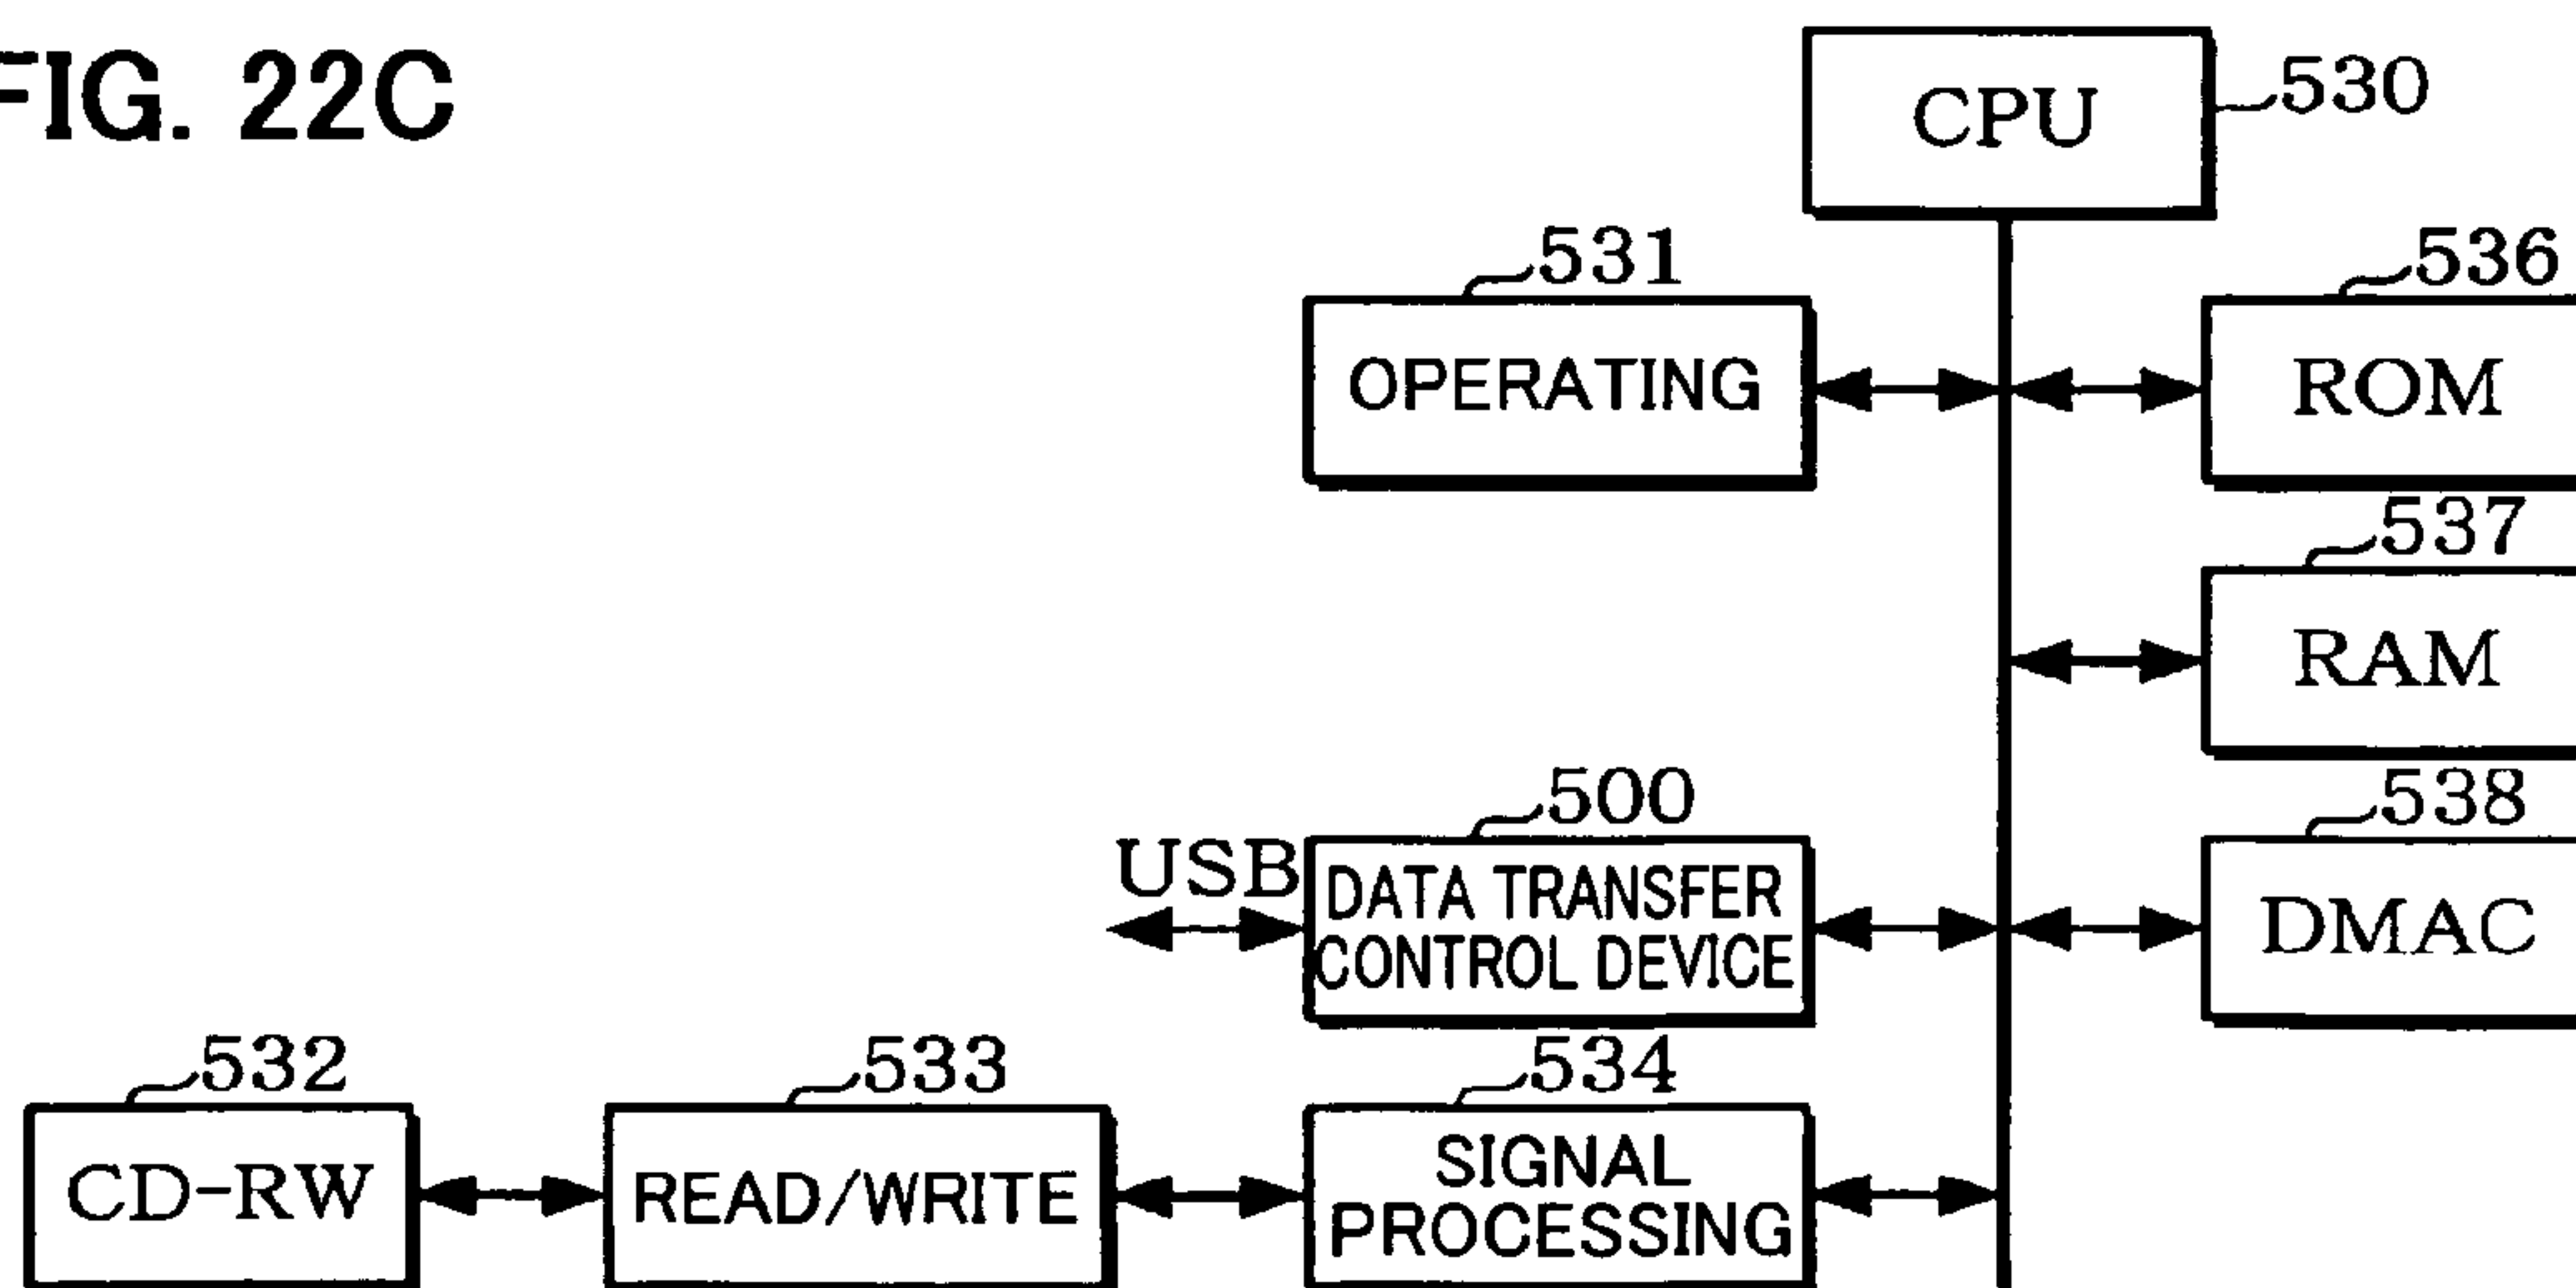 FIG. 22C
CPU
530
531
536
OPERATING
ROM
537
RAM
500
538
USB
DATA TRANSFER
CONTROL DEVICE
DMAC
532
533
534
CD-RW
READ/WRITE
SIGNAL
PROCESSING